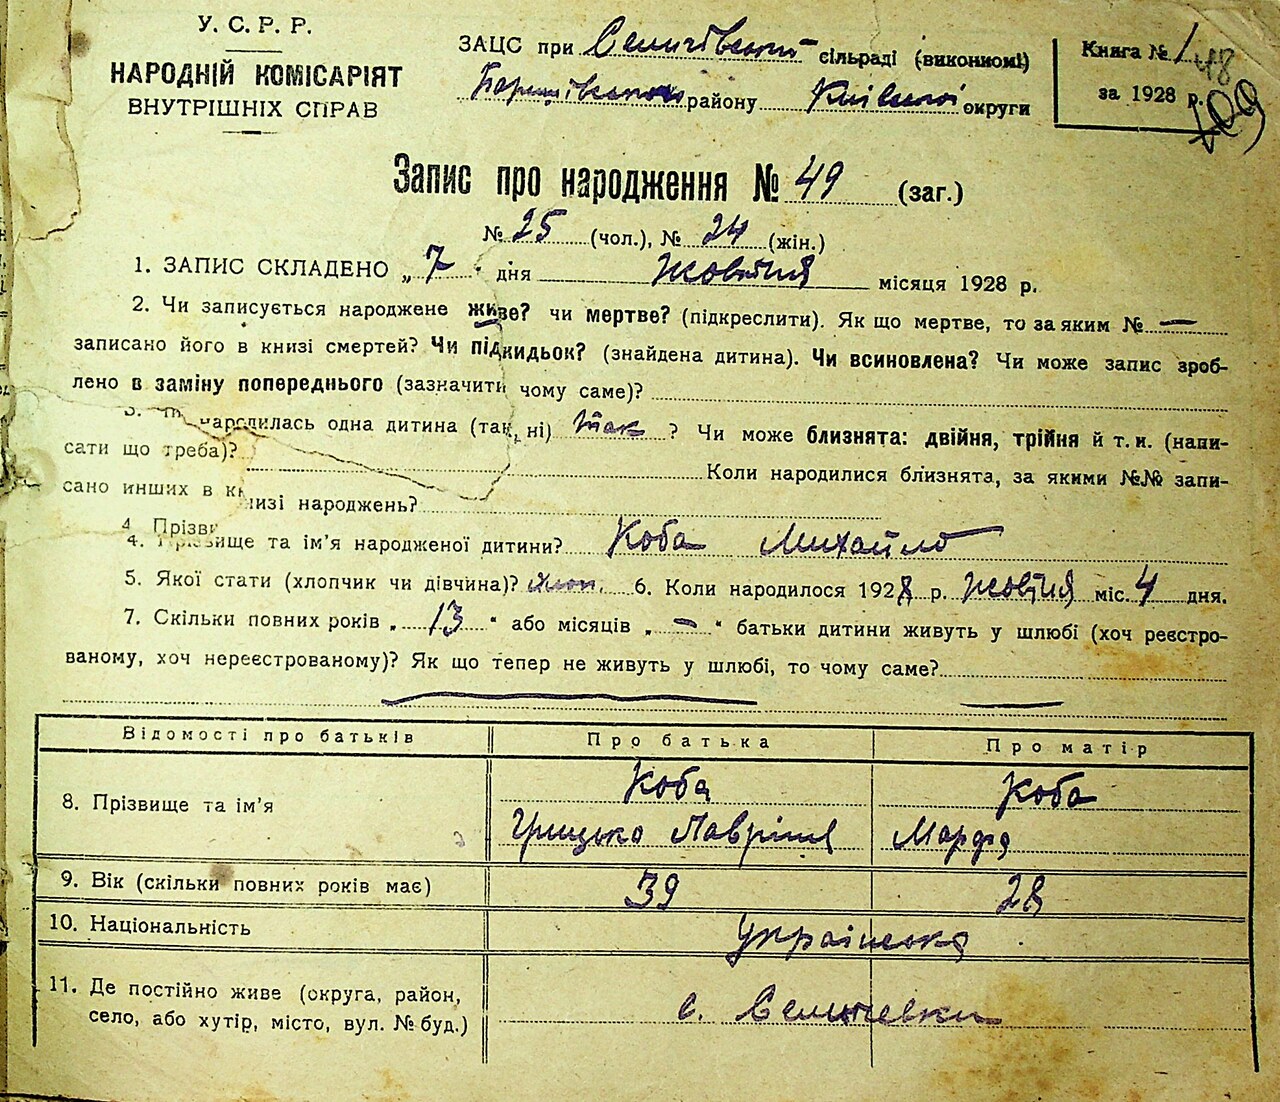 У. С. Р. Р.
НАРОДНІЙ КОМІСАРІЯТ
ВНУТРІШНІХ СПРАВ
ЗАЦС при сільраді (виконкомі)
району Київської округи
Книга № 1 48
за 1928 р. 409
Запис про народження № 49 (заг.)
№ 25 (чол.), № 24 (жін.)
1. ЗАПИС СКЛАДЕНО „ 7 “ дня жовтня місяця 1928 р.
2. Чи записується народжене живе? чи мертве? (підкреслити). Як що мертве, то за яким № —
записано його в книзі смертей? Чи підкидьок? (знайдена дитина). Чи всиновлена? Чи може запис зроб-
лено в заміну попереднього (зазначити чому саме)?
3. народилась одна дитина (так, ні) так ? Чи може близнята: двійня, трійня й т. и. (напи-
сати що треба)? Коли народилися близнята, за якими №№ запи-
сано инших в книзі народжень?
4. Прізвище та ім’я народженої дитини? Коба Михайло
5. Якої стати (хлопчик чи дівчина)? хлоп. 6. Коли народилося 1928 р. жовтня міс. 4 дня.
7. Скільки повних років „ 13 “ або місяців „ — “ батьки дитини живуть у шлюбі (хоч реєстро-
ваному, хоч нереєстрованому)? Як що тепер не живуть у шлюбі, то чому саме?
Відомості про батьків Про батька Про матір
8. Прізвище та ім’я Коба Грицько Лаврінів Коба Марфа
9. Вік (скільки повних років має) 39 28
10. Національність Українська
11. Де постійно живе (округа, район,
село, або хутір, місто, вул. № буд.) с.